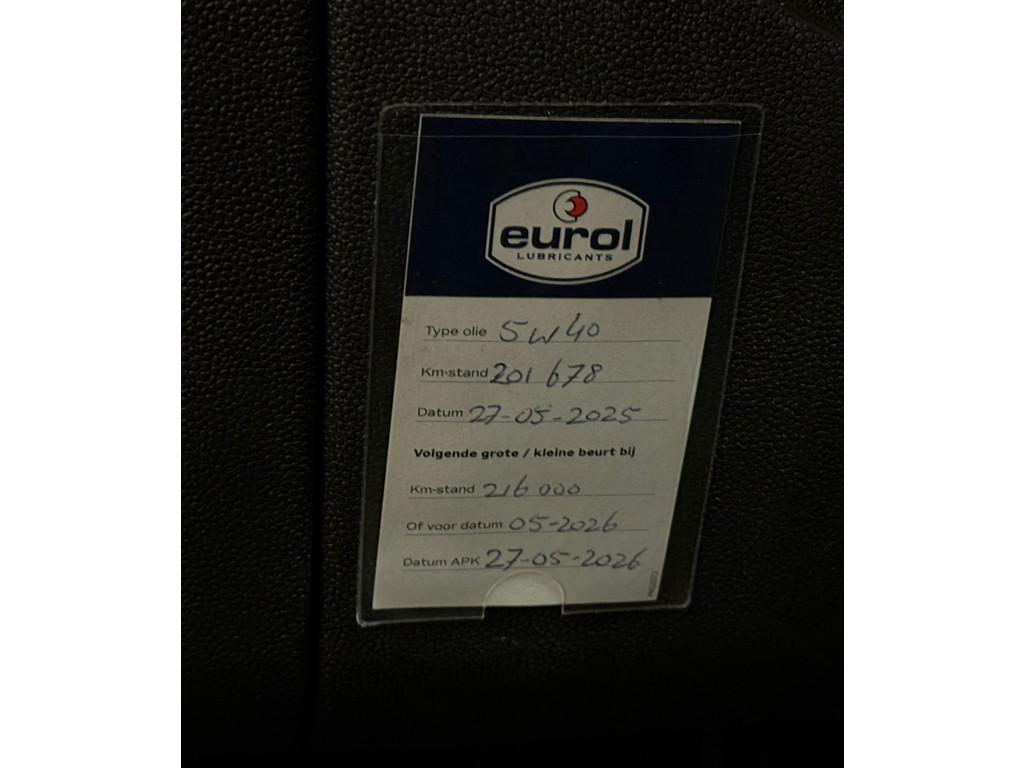 eurol
LUBRICANTS
Type olie 5W40
Km-stand 201 678
Datum 27-05-2025
Volgende grote / kleine beurt bij
Km-stand 216 000
Of voor datum 05-2026
Datum APK 27-05-2026